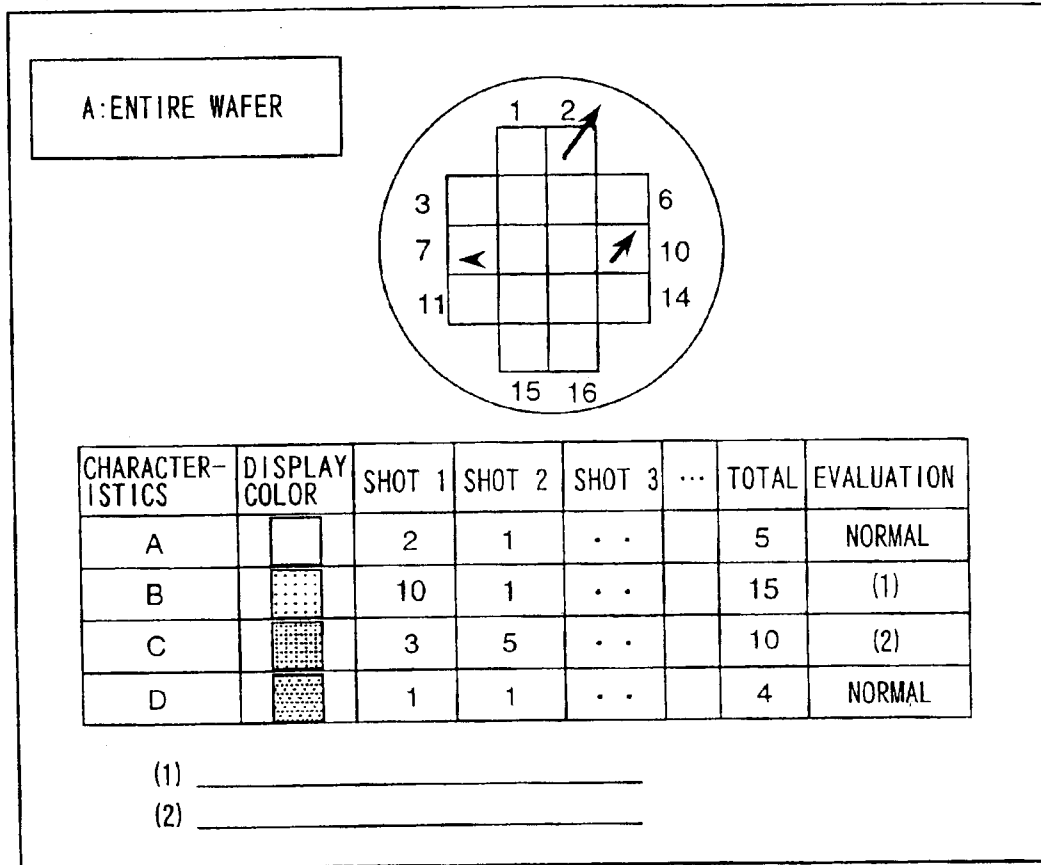 A:ENTIRE WAFER
1 2
3 6
7 10
11 14
15 16
CHARACTER-ISTICS DISPLAY COLOR SHOT 1 SHOT 2 SHOT 3 ··· TOTAL EVALUATION
A 2 1 ·· 5 NORMAL
B 10 1 ·· 15 (1)
C 3 5 ·· 10 (2)
D 1 1 ·· 4 NORMAL
(1)
(2)